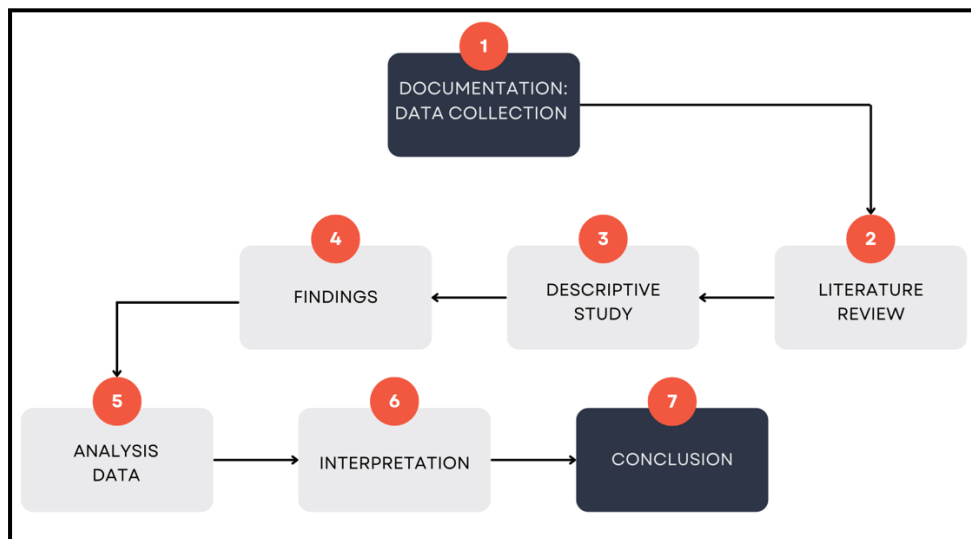 1
DOCUMENTATION:
DATA COLLECTION
2
LITERATURE
REVIEW
3
DESCRIPTIVE
STUDY
4
FINDINGS
5
ANALYSIS
DATA
6
INTERPRETATION
7
CONCLUSION